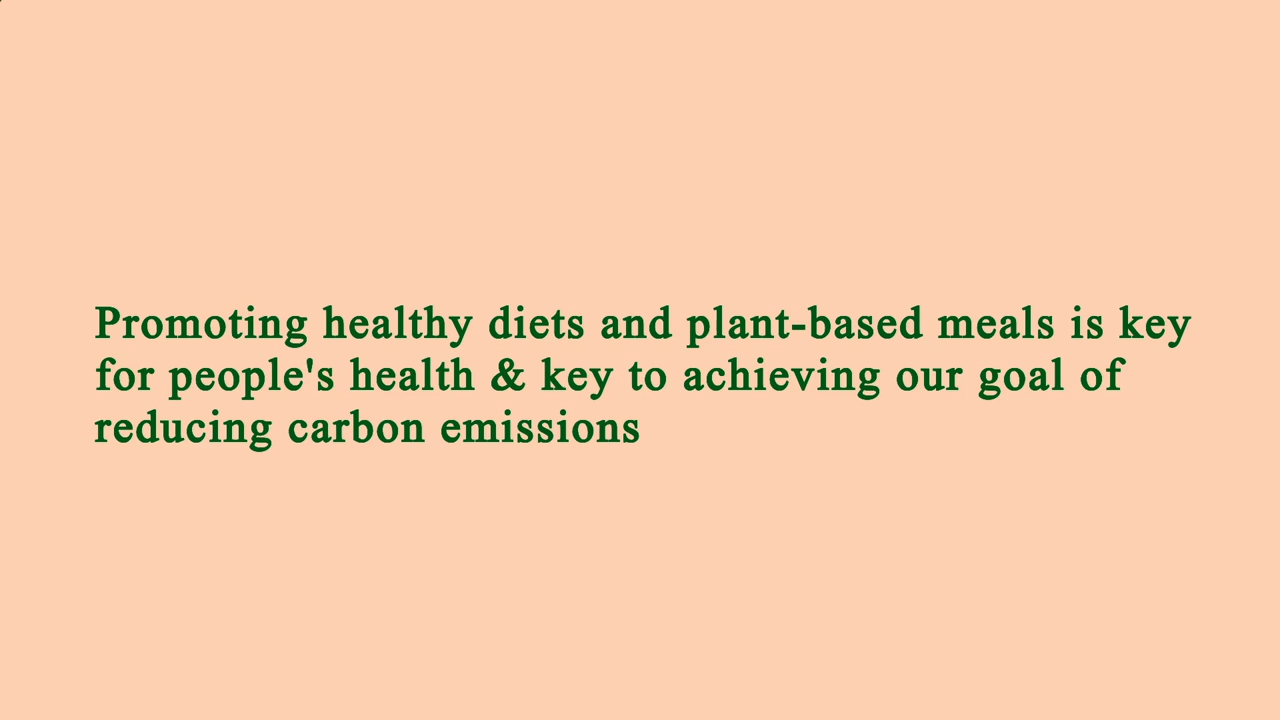 Promoting healthy diets and plant-based meals is key
for people's health & key to achieving our goal of
reducing carbon emissions